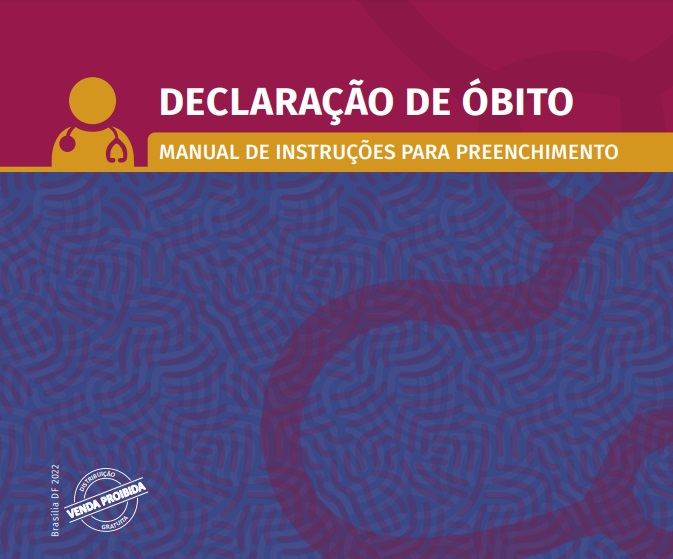 DECLARAÇÃO DE ÓBITO
MANUAL DE INSTRUÇÕES PARA PREENCHIMENTO
Brasília DF 2022
DISTRIBUIÇÃO
VENDA PROIBIDA
GRATUITA